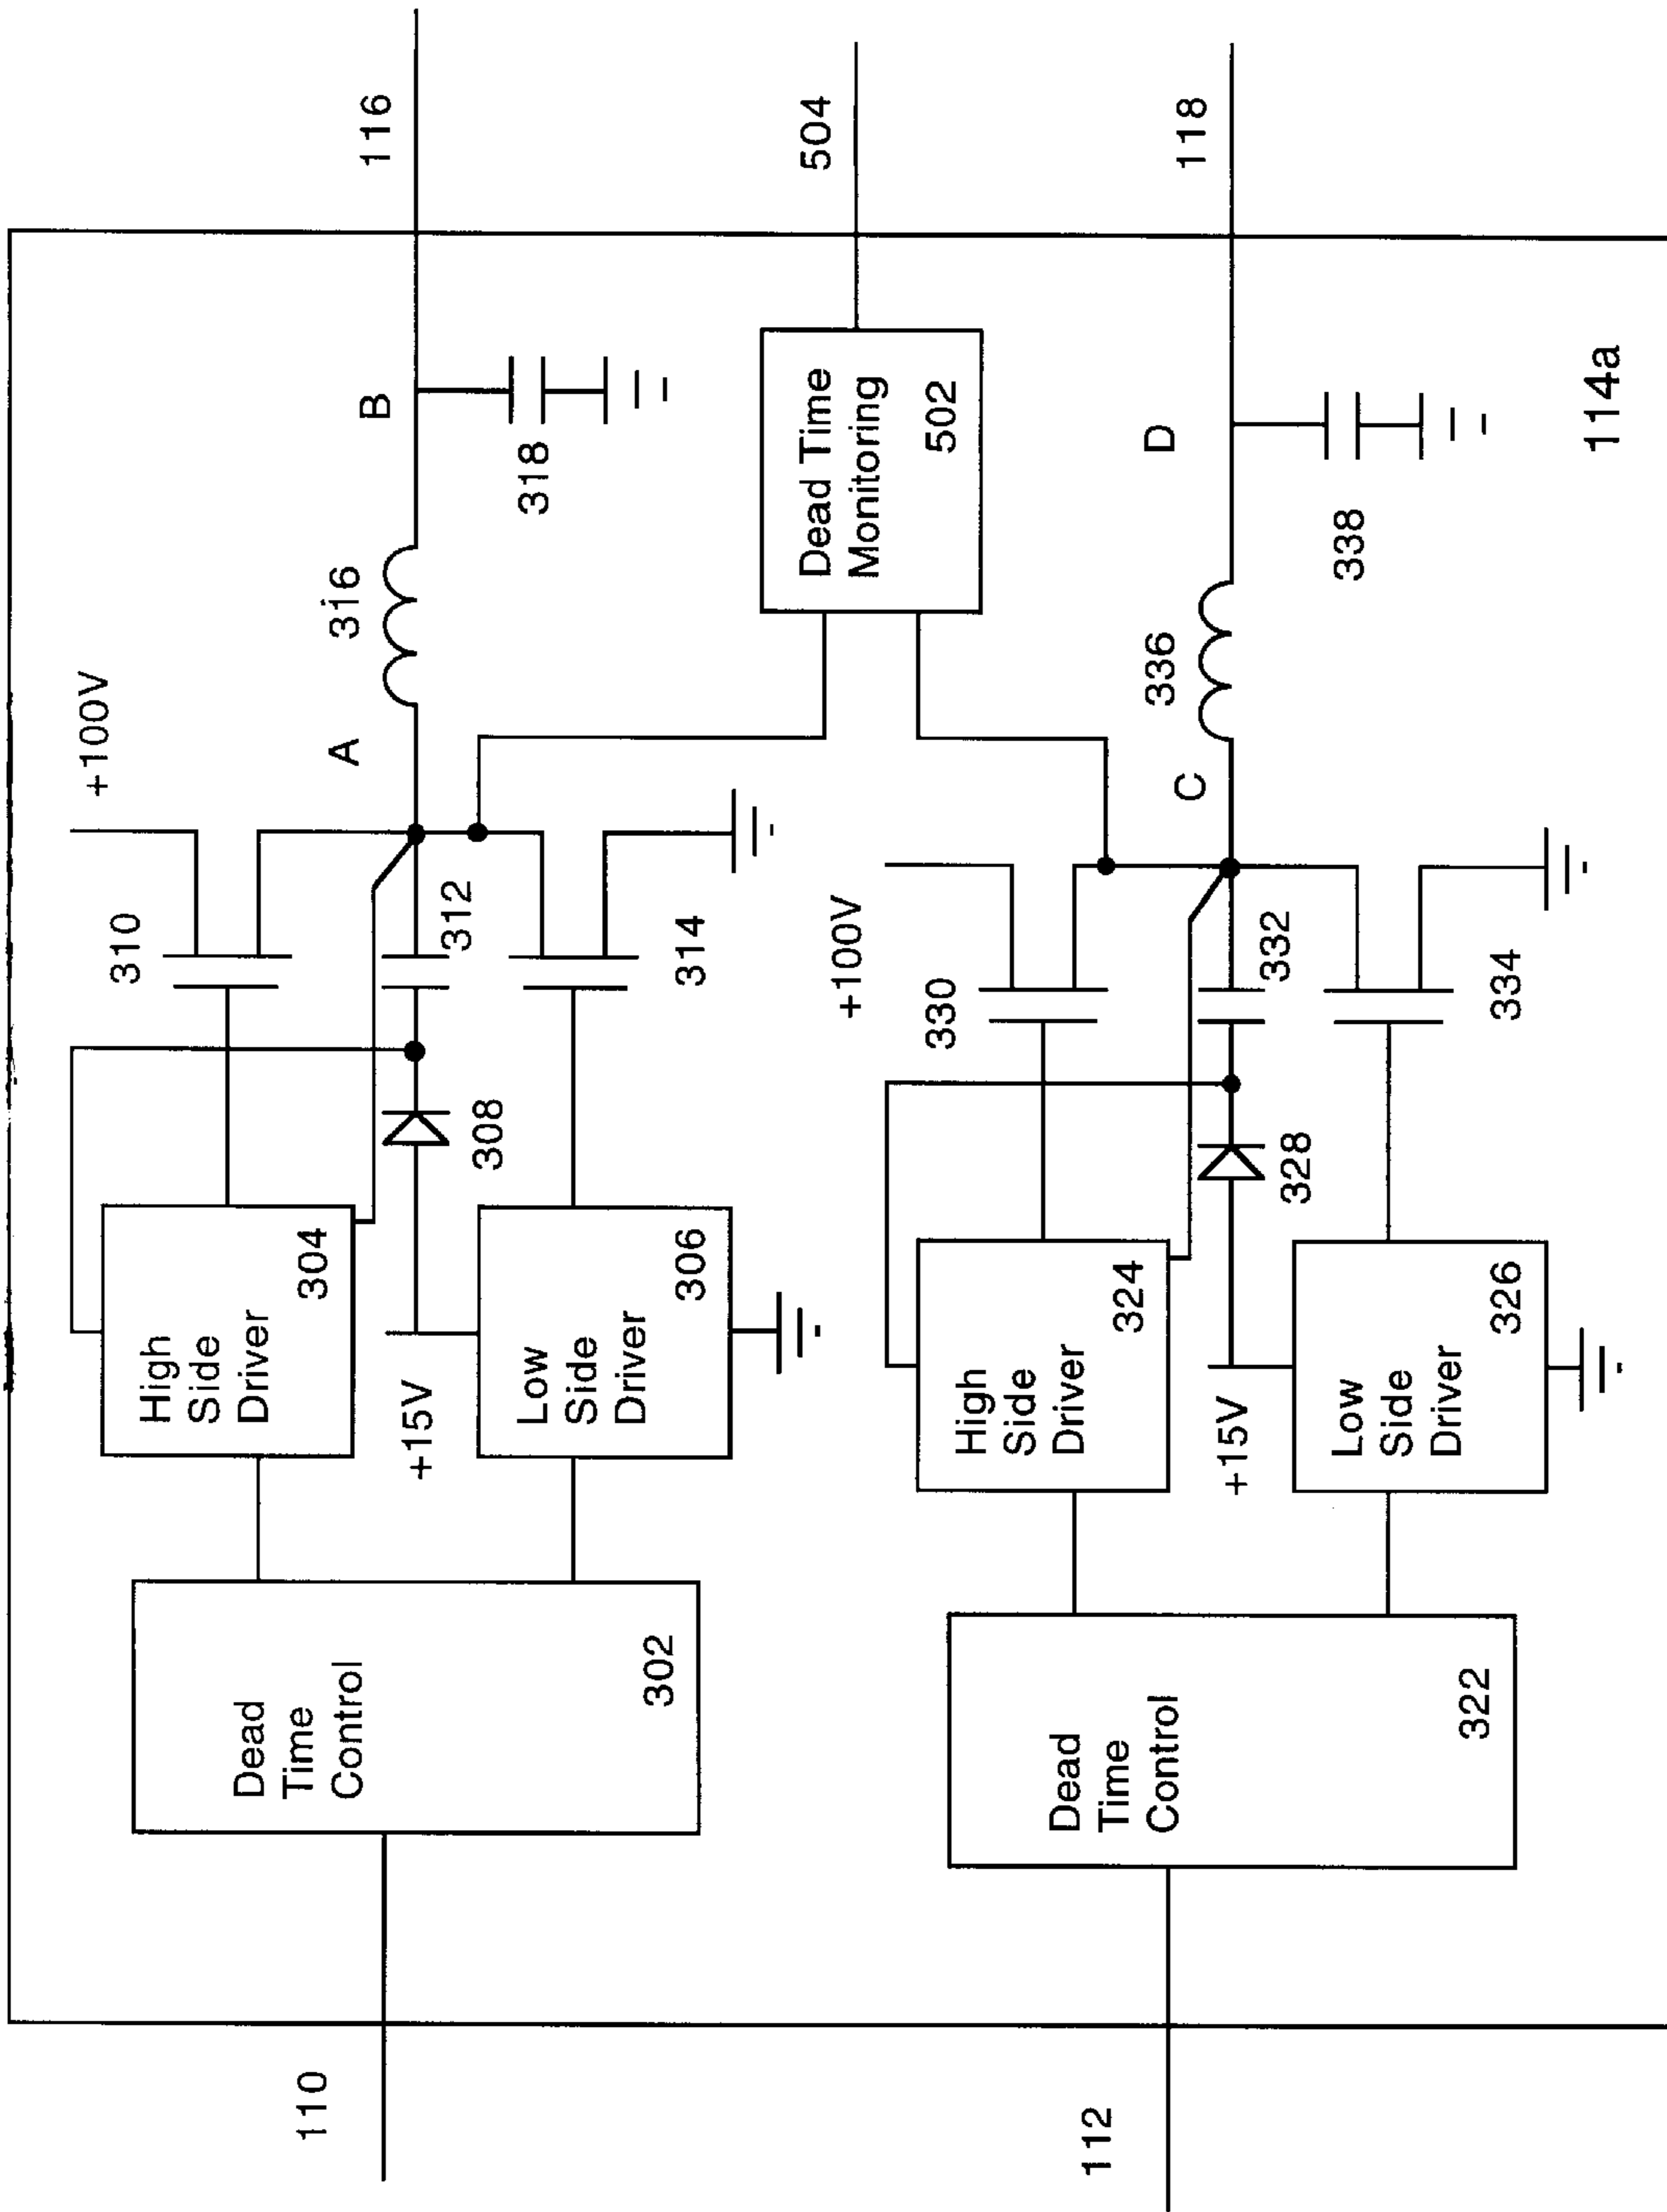 +100V
310
A
316
B
116
110
High
Side
Driver
304
Dead
Time
Control
302
+15V
308
312
318
Low
Side
Driver
306
314
Dead Time
Monitoring
502
504
+100V
330
C
336
D
118
112
High
Side
Driver
324
Dead
Time
Control
322
+15V
328
332
338
Low
Side
Driver
326
334
114a